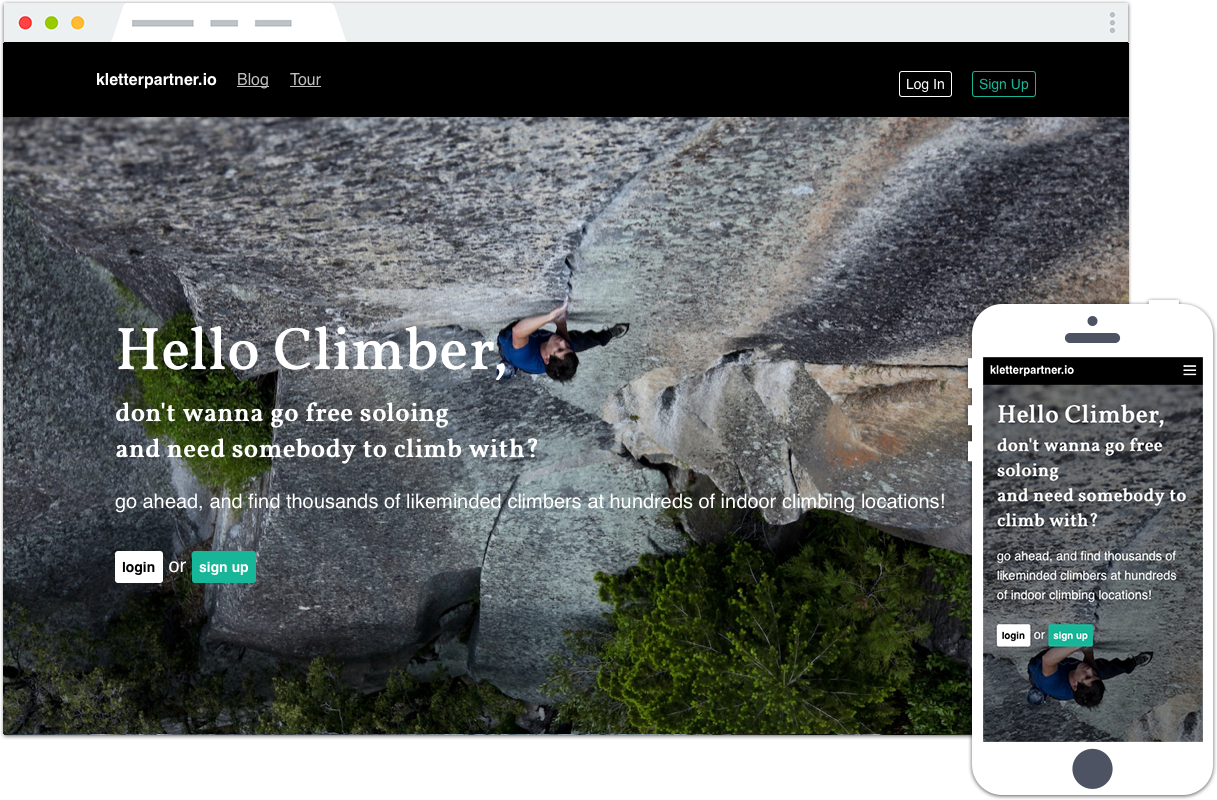 kletterpartner.io Blog Tour Log In Sign Up
Hello Climber,
don't wanna go free soloing
and need somebody to climb with?
go ahead, and find thousands of likeminded climbers at hundreds of indoor climbing locations!
login or sign up
kletterpartner.io
Hello Climber,
don't wanna go free
soloing
and need somebody to
climb with?
go ahead, and find thousands of
likeminded climbers at hundreds
of indoor climbing locations!
login or sign up